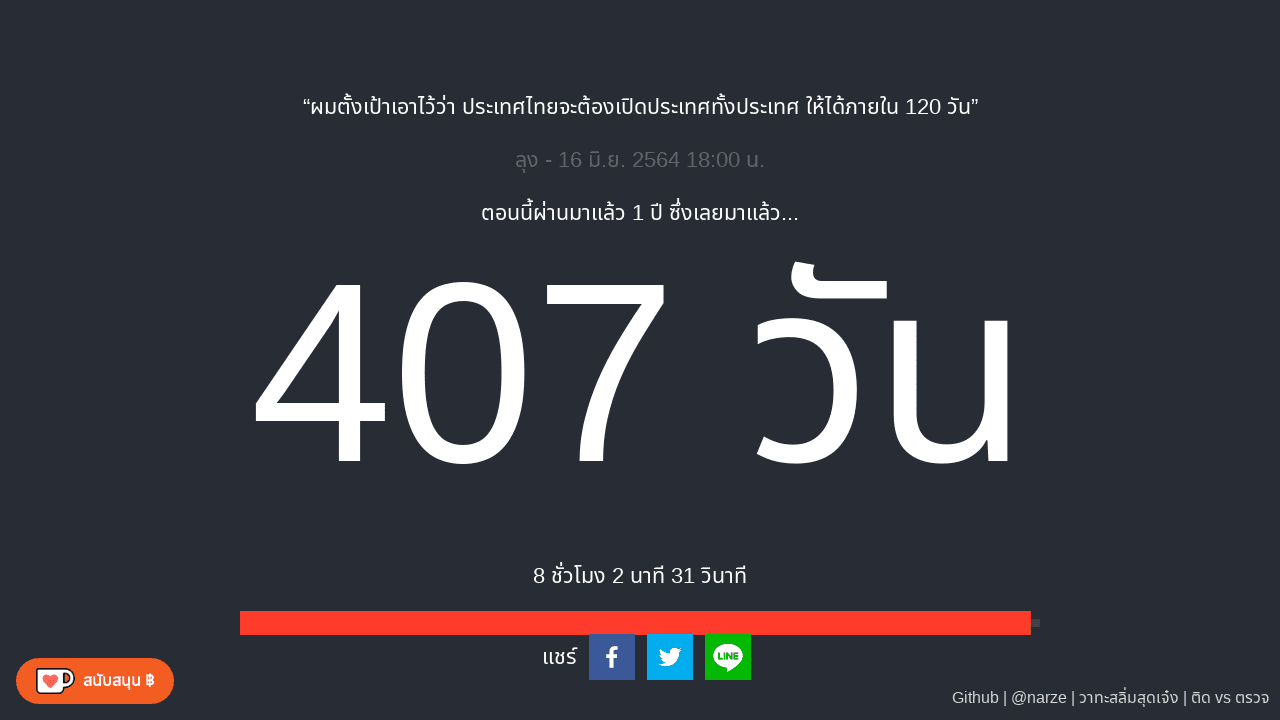 “ผมตั้งเป้าเอาไว้ว่า ประเทศไทยจะต้องเปิดประเทศทั้งประเทศ ให้ได้ภายใน 120 วัน”
ลุง - 16 มิ.ย. 2564 18:00 น.
ตอนนี้ผ่านมาแล้ว 1 ปี ซึ่งเลยมาแล้ว...
407 วัน
8 ชั่วโมง 2 นาที 31 วินาที
แชร์
LINE
สนับสนุน ฿
Github | @narze | วาทะสลิ่มสุดเจ๋ง | ติด vs ตรวจ